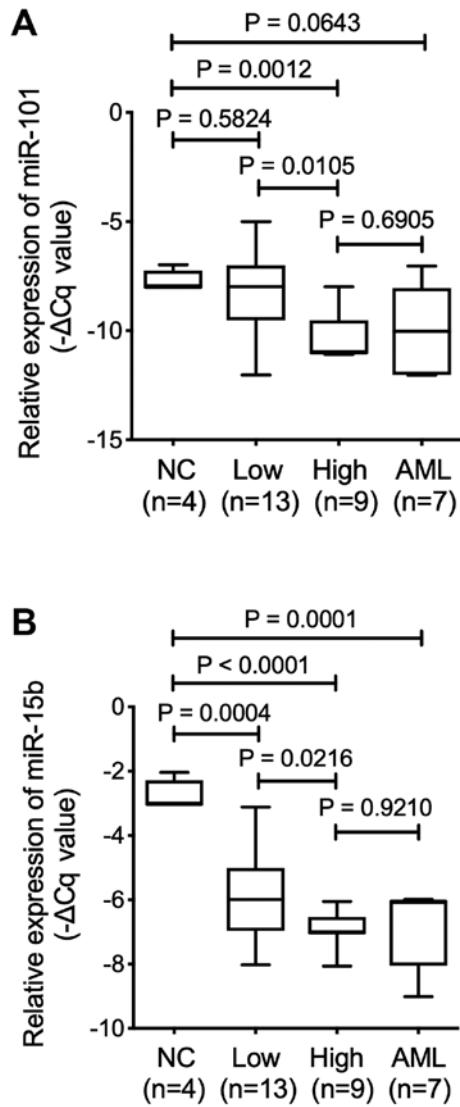 A
P = 0.0643
P = 0.0012
P = 0.5824
P = 0.0105
P = 0.6905
Relative expression of miR-101
(-ΔCq value)
0
-5
-10
-15
NC Low High AML
(n=4) (n=13) (n=9) (n=7)
B
P = 0.0001
P < 0.0001
P = 0.0004
P = 0.0216
P = 0.9210
Relative expression of miR-15b
(-ΔCq value)
0
-2
-4
-6
-8
-10
NC Low High AML
(n=4) (n=13) (n=9) (n=7)